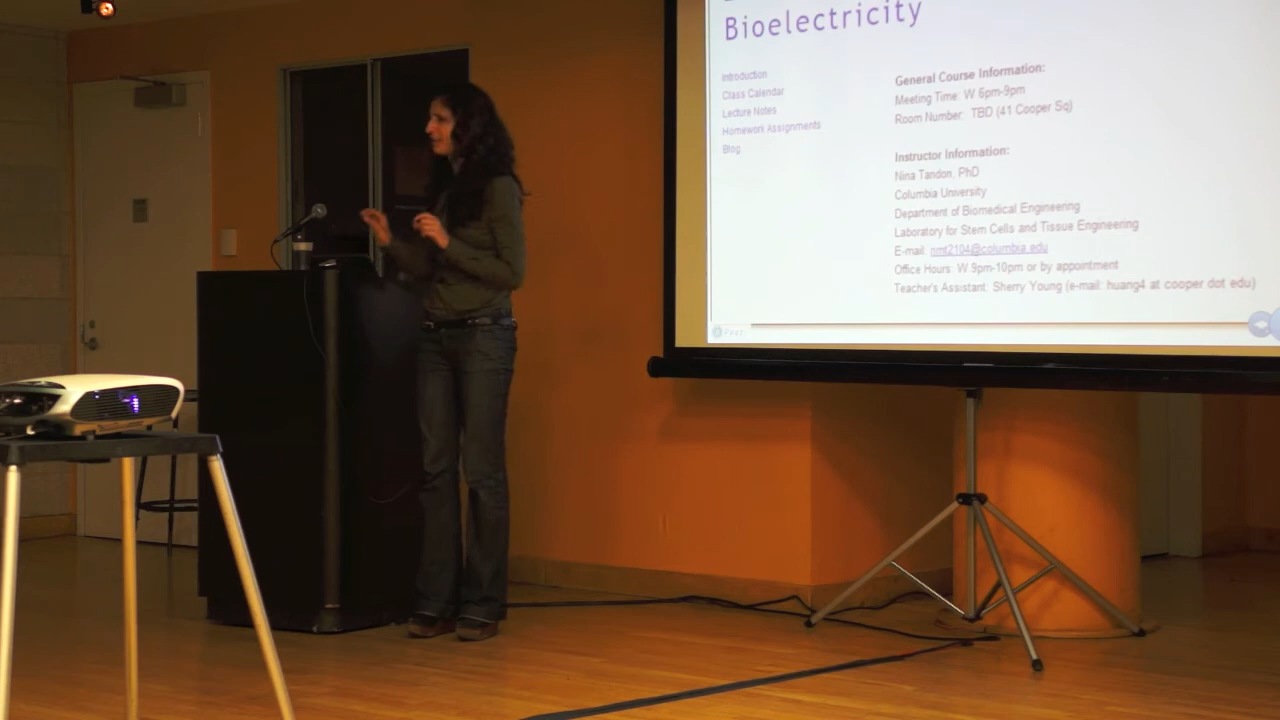 Bioelectricity
Introduction
Class Calendar
Lecture Notes
Homework Assignments
Blog
General Course Information:
Meeting Time: W 6pm-9pm
Room Number: TBD (41 Cooper Sq)
Instructor Information:
Nina Tandon, PhD
Columbia University
Department of Biomedical Engineering
Laboratory for Stem Cells and Tissue Engineering
E-mail: nmt2104@columbia.edu
Office Hours: W 9pm-10pm or by appointment
Teacher's Assistant: Sherry Young (e-mail: huang4 at cooper dot edu)